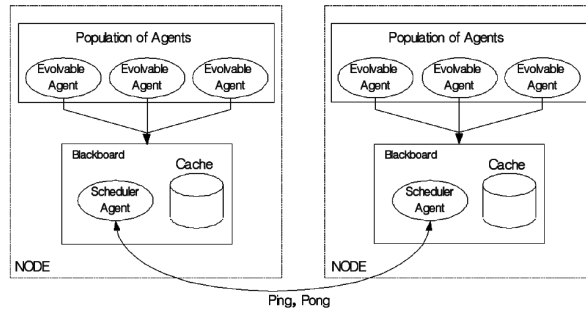 Population of Agents
Evolvable Agent
Evolvable Agent
Evolvable Agent
Blackboard
Cache
Scheduler Agent
NODE
Population of Agents
Evolvable Agent
Evolvable Agent
Evolvable Agent
Blackboard
Cache
Scheduler Agent
NODE
Ping, Pong